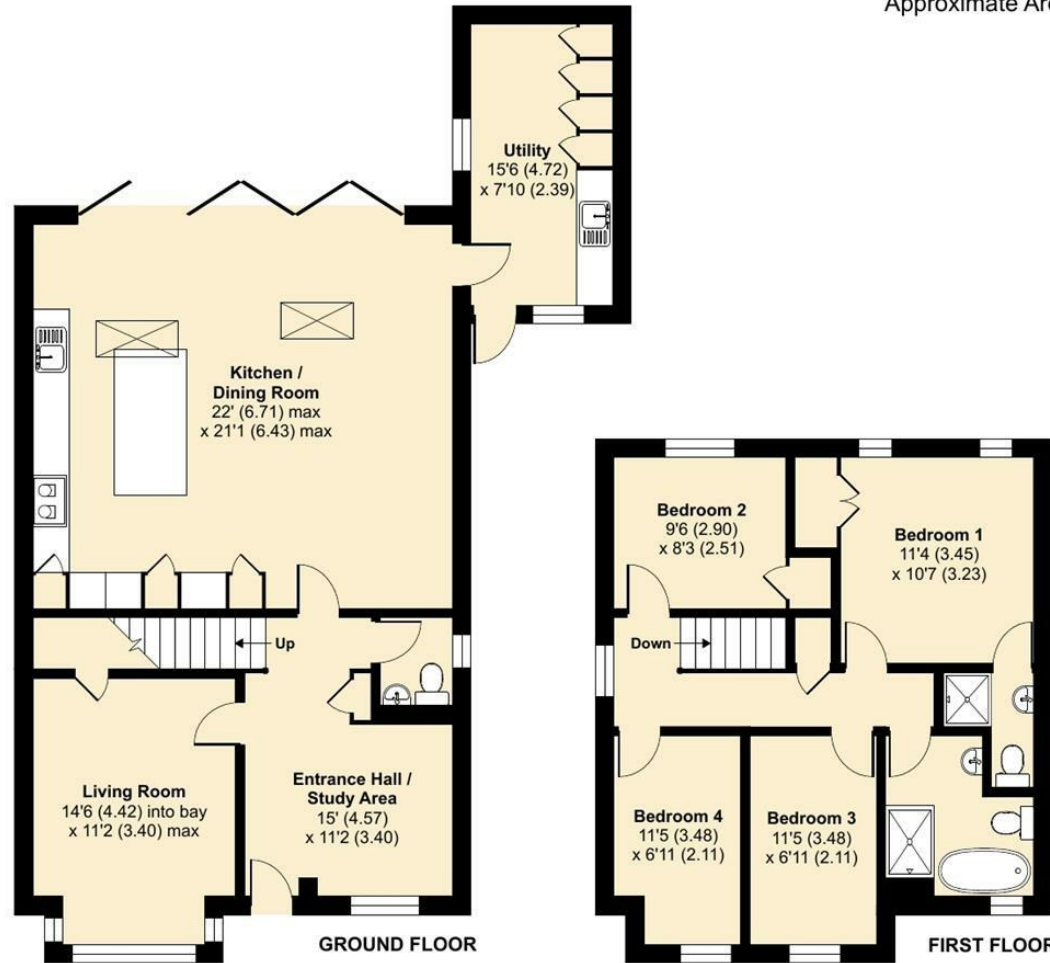 Approximate Are
Utility
15'6 (4.72)
x 7'10 (2.39)
Kitchen /
Dining Room
22' (6.71) max
x 21'1 (6.43) max
Up
Living Room
14'6 (4.42) into bay
x 11'2 (3.40) max
Entrance Hall /
Study Area
15' (4.57)
x 11'2 (3.40)
GROUND FLOOR
Bedroom 2
9'6 (2.90)
x 8'3 (2.51)
Bedroom 1
11'4 (3.45)
x 10'7 (3.23)
Down
Bedroom 4
11'5 (3.48)
x 6'11 (2.11)
Bedroom 3
11'5 (3.48)
x 6'11 (2.11)
FIRST FLOOR